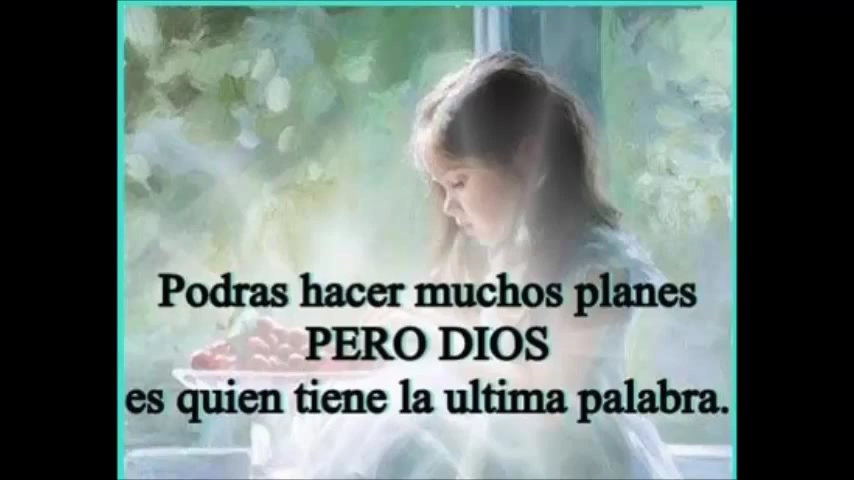 Podras hacer muchos planes
PERO DIOS
es quien tiene la ultima palabra.